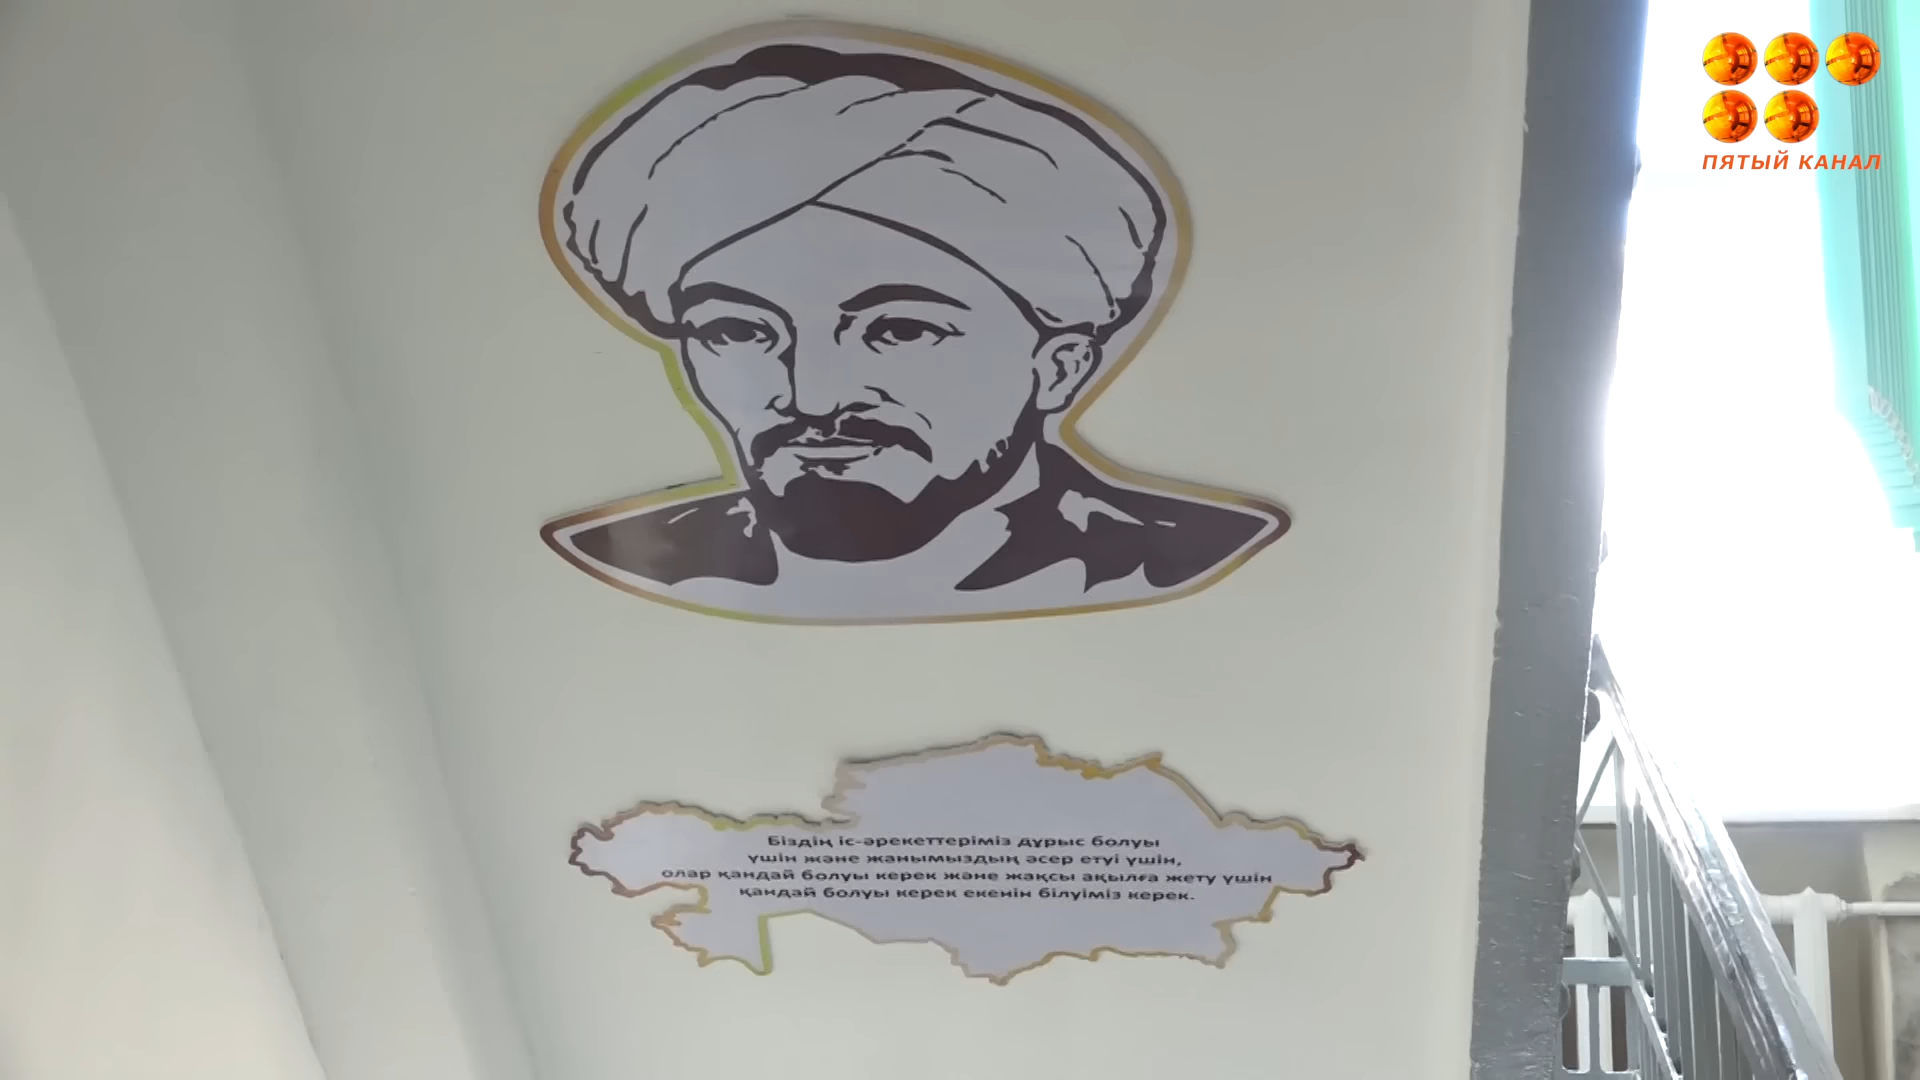 ПЯТЫЙ КАНАЛ
Біздің іс-әрекеттеріміз дұрыс болуы
үшін және жанымыздың әсер етуі үшін,
олар қандай болуы керек және жақсы ақылға жету үшін
қандай болуы керек екенін білуіміз керек.